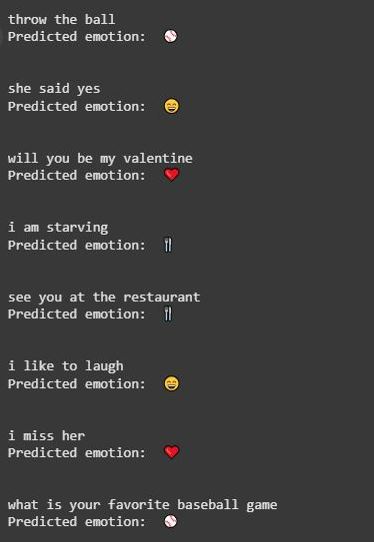 throw the ball
Predicted emotion: ⚾
she said yes
Predicted emotion: 😄
will you be my valentine
Predicted emotion: ❤️
i am starving
Predicted emotion: 🍴
see you at the restaurant
Predicted emotion: 🍴
i like to laugh
Predicted emotion: 😄
i miss her
Predicted emotion: ❤️
what is your favorite baseball game
Predicted emotion: ⚾